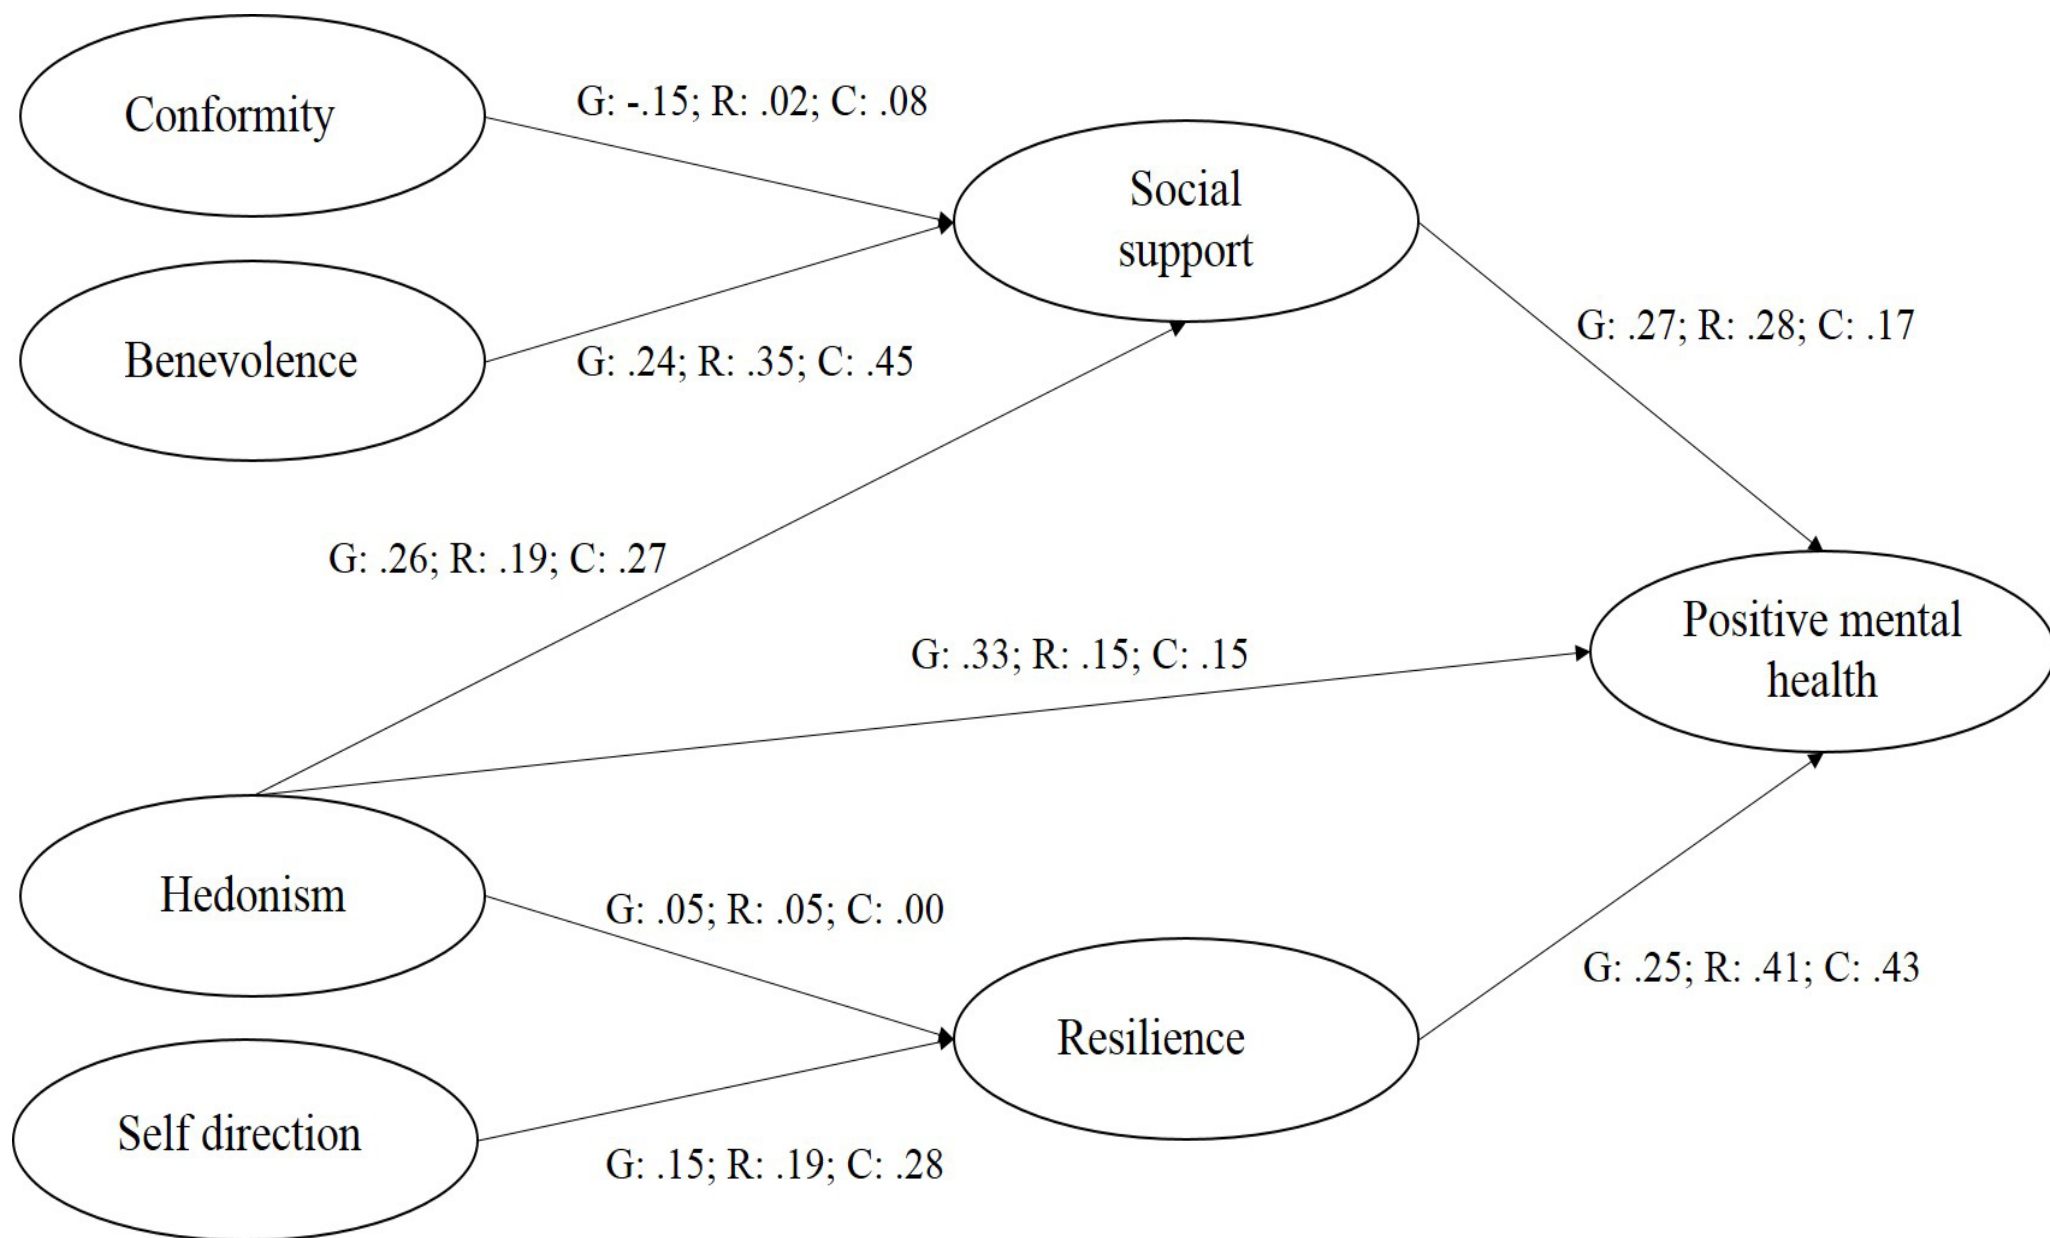 Conformity
G: -.15; R: .02; C: .08
Social
support
Benevolence
G: .24; R: .35; C: .45
G: .27; R: .28; C: .17
G: .26; R: .19; C: .27
G: .33; R: .15; C: .15
Positive mental
health
Hedonism
G: .05; R: .05; C: .00
G: .25; R: .41; C: .43
Resilience
Self direction
G: .15; R: .19; C: .28